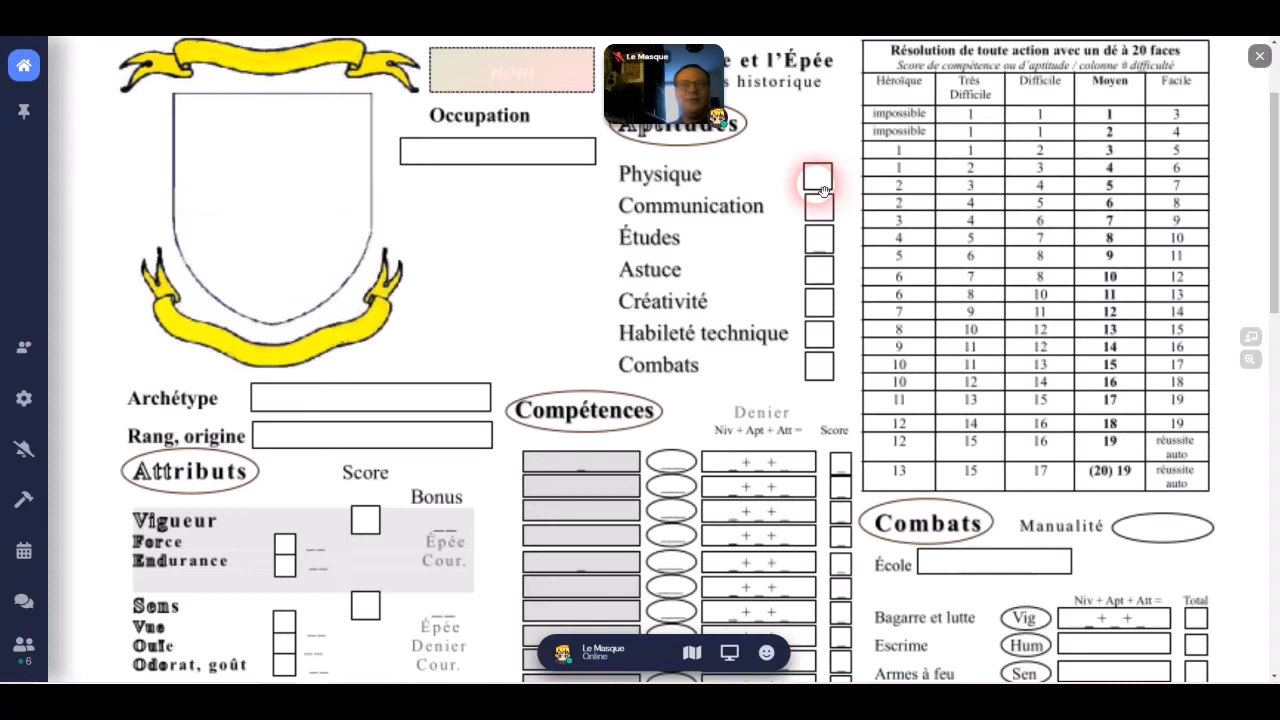 nom
Occupation
Le Masque
e et l'Épée
s historique
Aptitudes
Physique
Communication
Études
Astuce
Créativité
Habileté technique
Combats
Résolution de toute action avec un dé à 20 faces
Score de compétence ou d'aptitude / colonne # difficulté
Héroïque Très Difficile Difficile Moyen Facile
impossible 1 1 1 3
impossible 1 1 2 4
1 1 2 3 5
1 2 3 4 6
2 3 4 5 7
2 4 5 6 8
3 4 6 7 9
4 5 7 8 10
5 6 8 9 11
6 7 8 10 12
6 8 10 11 13
7 9 11 12 14
8 10 12 13 15
9 11 12 14 16
10 11 13 15 17
10 12 14 16 18
11 13 15 17 19
12 14 16 18 19
12 15 16 19 réussite auto
13 15 17 (20) 19 réussite auto
Archétype
Rang, origine
Attributs
Score
Bonus
Vigueur
Force
Endurance
Épée
Cour.
Sens
Vue
Ouïe
Odorat, goût
Épée
Denier
Cour.
Compétences
Denier
Niv + Apt + Att = Score
_ + _ + _
_ + _ + _
_ + _ + _
_ + _ + _
_ + _ + _
_ + _ + _
_ + _ + _
Combats
Manualité
École
Niv + Apt + Att = Total
Bagarre et lutte Vig _ + _ + _
Escrime Hum
Armes à feu Sen
Le Masque
Online
6